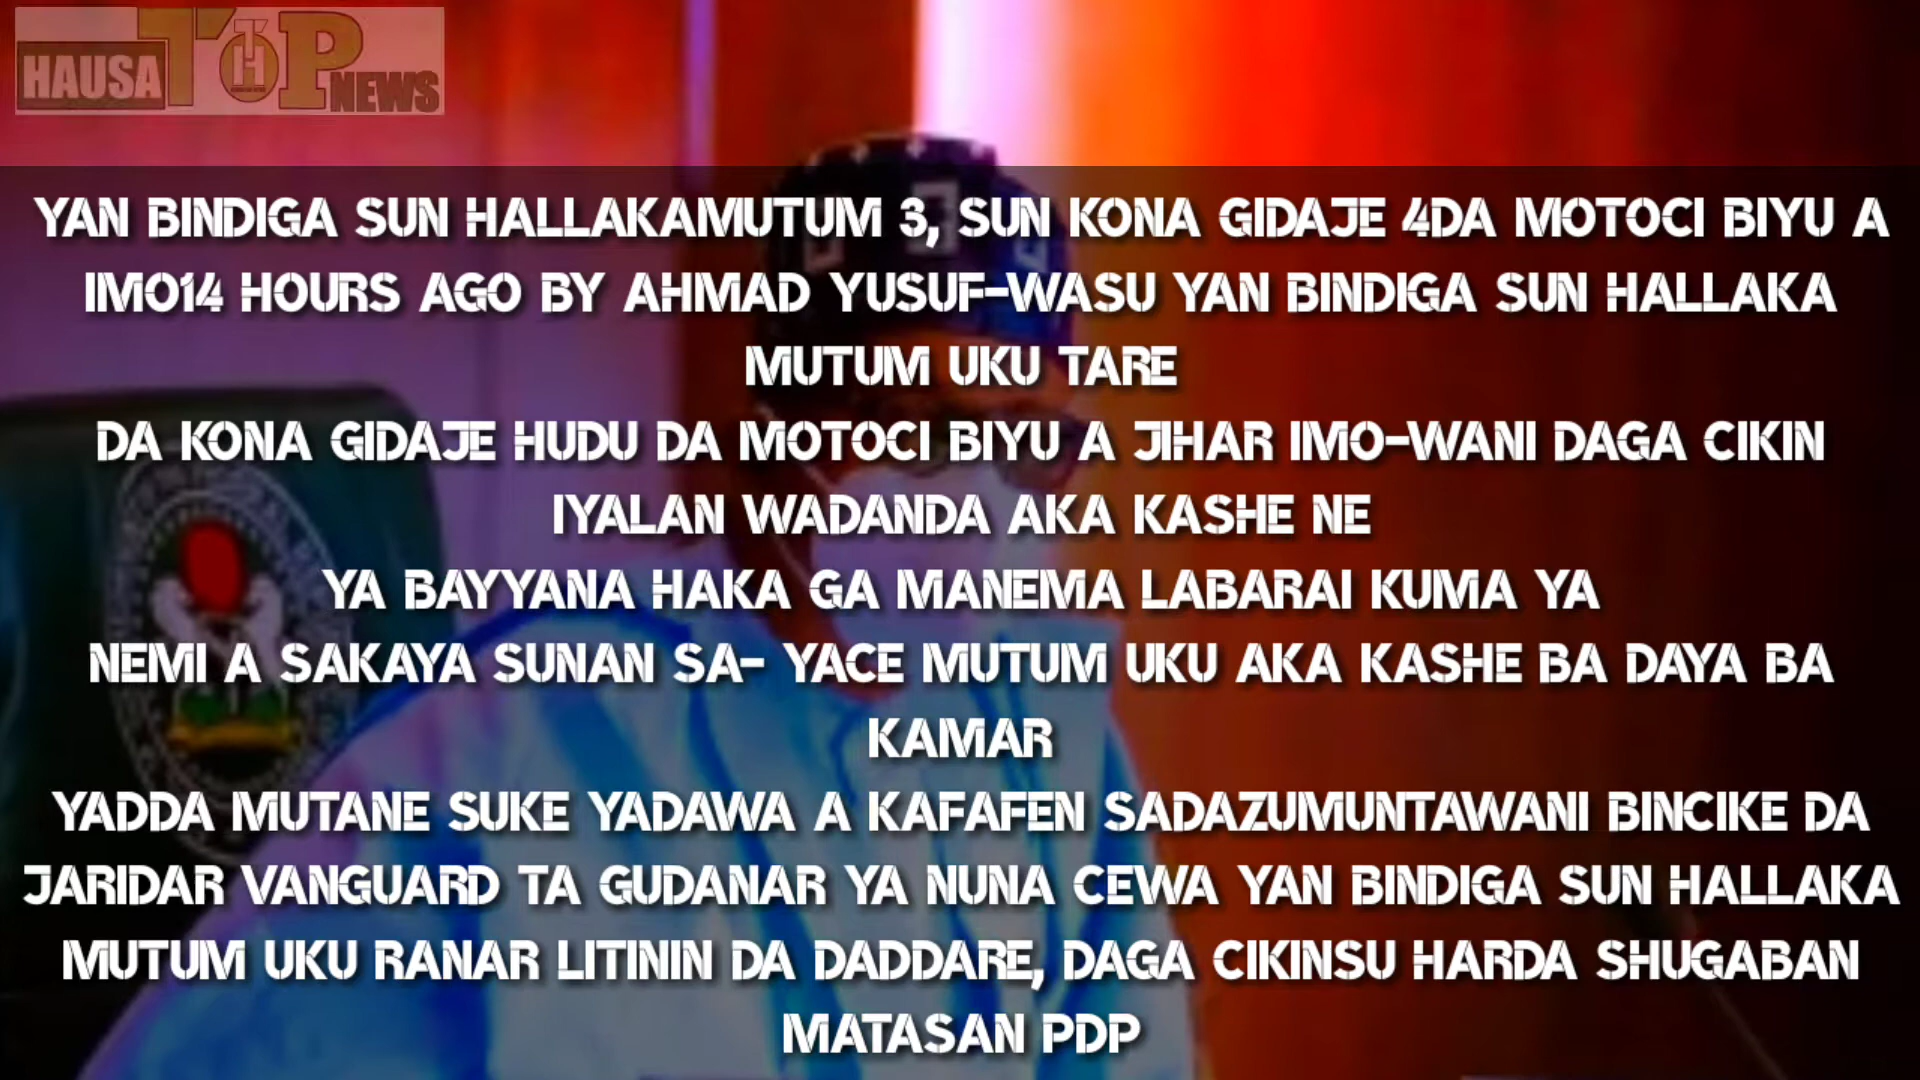 HAUSA TOP NEWS
YAN BINDIGA SUN HALLAKAMUTUM 3, SUN KONA GIDAJE 4DA MOTOCI BIYU A
IMO14 HOURS AGO BY AHMAD YUSUF-WASU YAN BINDIGA SUN HALLAKA
MUTUM UKU TARE
DA KONA GIDAJE HUDU DA MOTOCI BIYU A JIHAR IMO-WANI DAGA CIKIN
IYALAN WADANDA AKA KASHE NE
YA BAYYANA HAKA GA MANEMA LABARAI KUMA YA
NEMI A SAKAYA SUNAN SA- YACE MUTUM UKU AKA KASHE BA DAYA BA
KAMAR
YADDA MUTANE SUKE YADAWA A KAFAFEN SADAZUMUNTAWANI BINCIKE DA
JARIDAR VANGUARD TA GUDANAR YA NUNA CEWA YAN BINDIGA SUN HALLAKA
MUTUM UKU RANAR LITININ DA DADDARE, DAGA CIKINSU HARDA SHUGABAN
MATASAN PDP